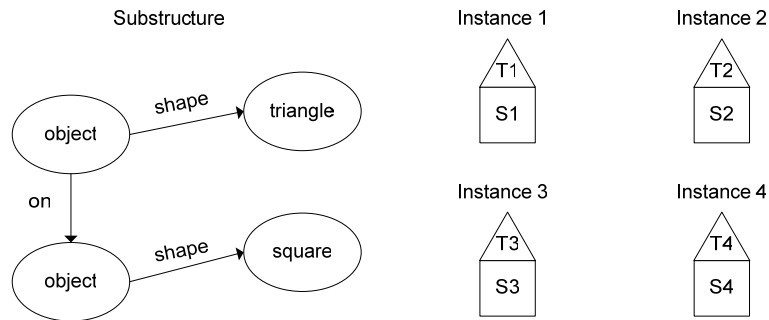 Substructure
object
shape
triangle
on
object
shape
square
Instance 1
T1
S1
Instance 2
T2
S2
Instance 3
T3
S3
Instance 4
T4
S4